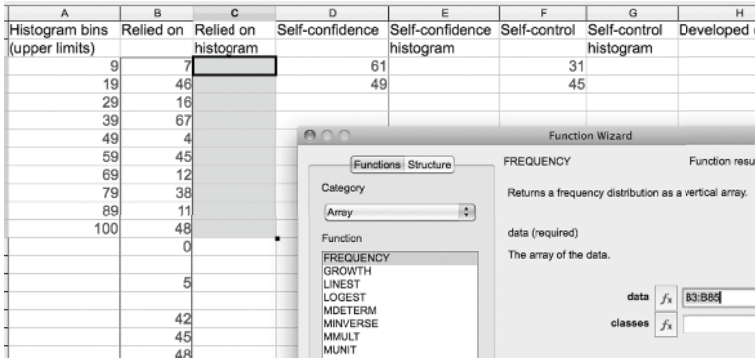 A B C D E F G H
Histogram bins Relied on Relied on Self-confidence Self-confidence Self-control Self-control Developed
(upper limits) histogram histogram histogram
9 7 61 31
19 46 49 45
29 16
39 67
49 4
59 45
69 12
79 38
89 11
100 48
0
5
42
45
48
Function Wizard
Functions Structure
Category
Array
Function
FREQUENCY
GROWTH
LINEST
LOGEST
MDETERM
MINVERSE
MMULT
MUNIT
FREQUENCY Function resu
Returns a frequency distribution as a vertical array.
data (required)
The array of the data.
data fx B3:B85
classes fx